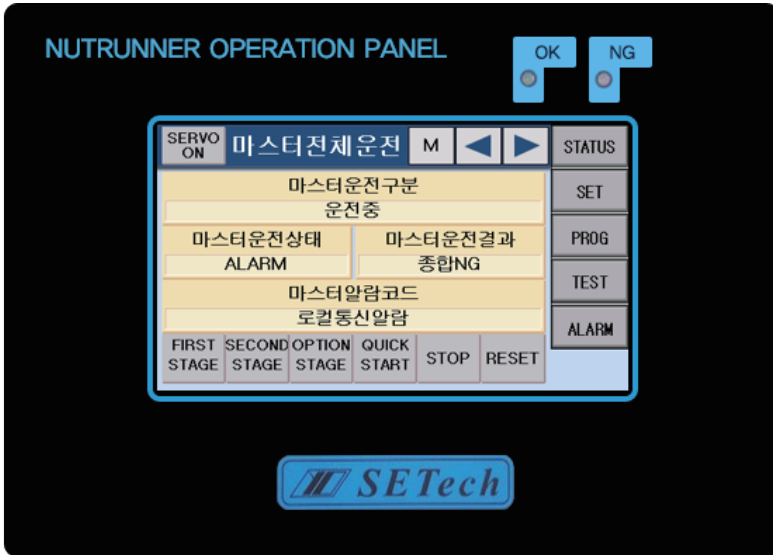 NUTRUNNER OPERATION PANEL
OK
NG
SERVO ON
마스터전체운전
M
STATUS
마스터운전구분
운전중
SET
마스터운전상태
마스터운전결과
PROG
ALARM
종합NG
마스터알람코드
TEST
로컬통신알람
ALARM
FIRST STAGE
SECOND STAGE
OPTION STAGE
QUICK START
STOP
RESET
SETech